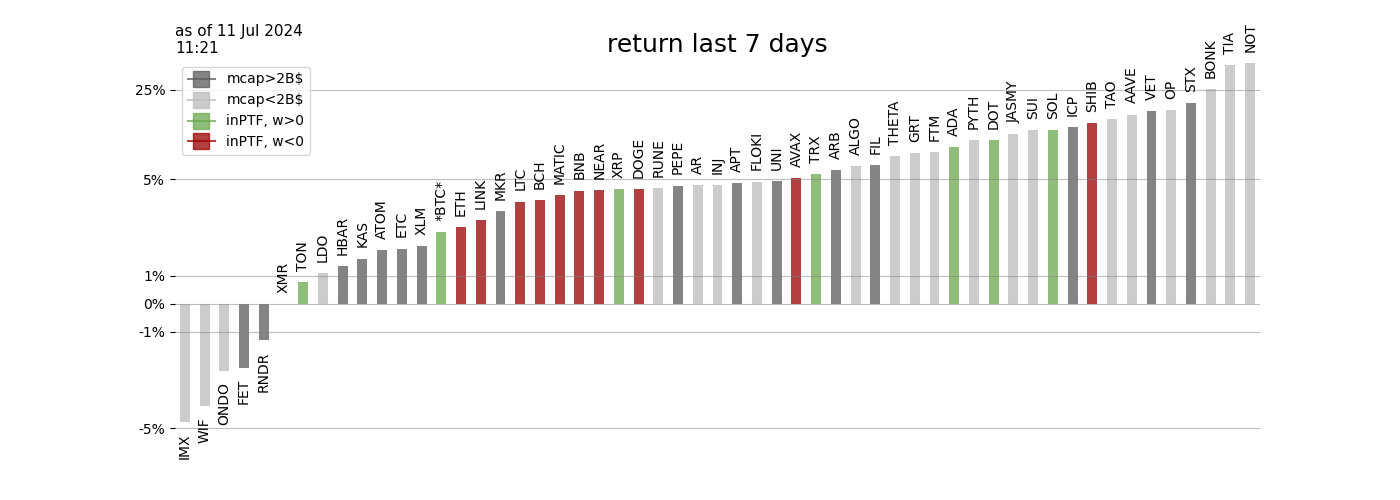 as of 11 Jul 2024
11:21
return last 7 days
mcap>2B$
mcap<2B$
inPTF, w>0
inPTF, w<0
25%
5%
1%
0%
-1%
-5%
IMX
WIF
ONDO
FET
RNDR
XMR
TON
LDO
HBAR
KAS
ATOM
ETC
XLM
*BTC*
ETH
LINK
MKR
LTC
BCH
MATIC
BNB
NEAR
XRP
DOGE
RUNE
PEPE
AR
INJ
APT
FLOKI
UNI
AVAX
TRX
ARB
ALGO
FIL
THETA
GRT
FTM
ADA
PYTH
DOT
JASMY
SUI
SOL
ICP
SHIB
TAO
AAVE
VET
OP
STX
BONK
TIA
NOT